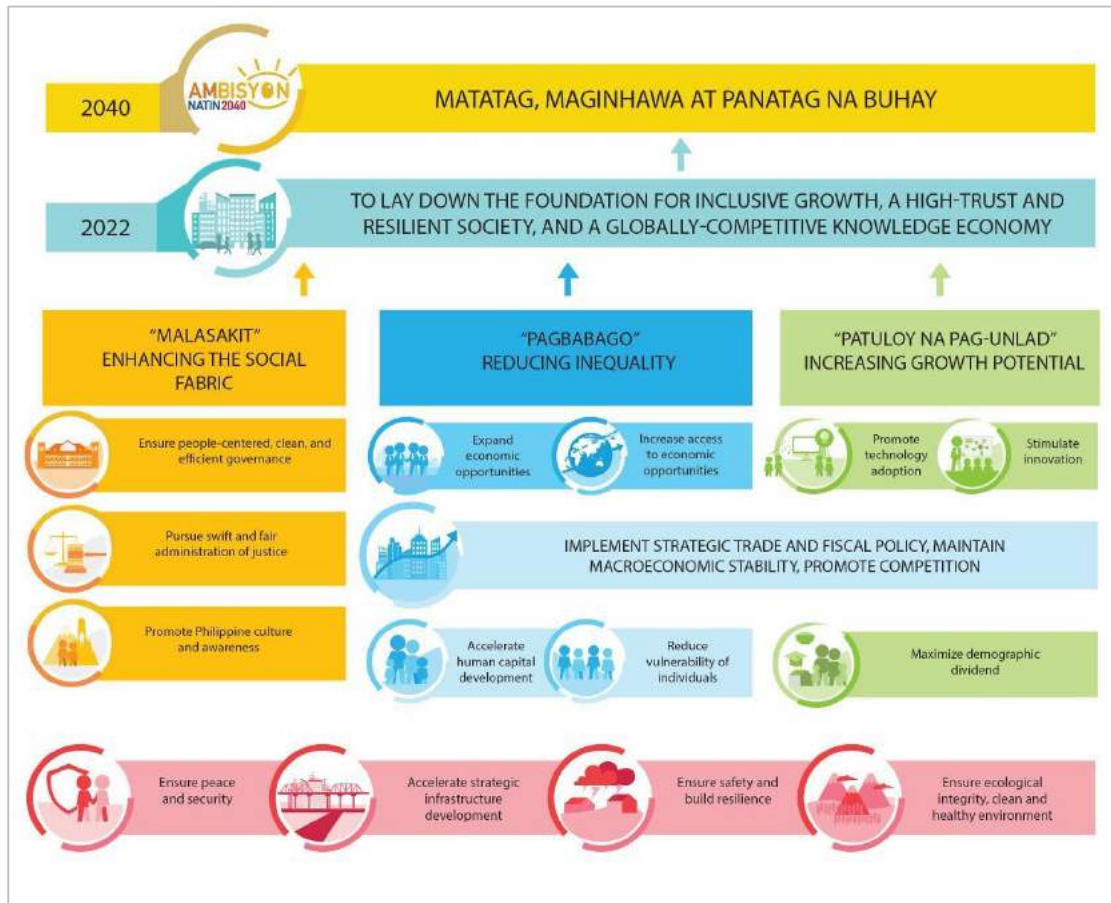 2040
AMBISYON
NATIN 2040
MATATAG, MAGINHAWA AT PANATAG NA BUHAY
2022
TO LAY DOWN THE FOUNDATION FOR INCLUSIVE GROWTH, A HIGH-TRUST AND
RESILIENT SOCIETY, AND A GLOBALLY-COMPETITIVE KNOWLEDGE ECONOMY
“MALASAKIT”
ENHANCING THE SOCIAL
FABRIC
“PAGBABAGO”
REDUCING INEQUALITY
“PATULOY NA PAG-UNLAD”
INCREASING GROWTH POTENTIAL
Ensure people-centered, clean, and
efficient governance
Expand
economic
opportunities
Increase access
to economic
opportunities
Promote
technology
adoption
Stimulate
innovation
Pursue swift and fair
administration of justice
IMPLEMENT STRATEGIC TRADE AND FISCAL POLICY, MAINTAIN
MACROECONOMIC STABILITY, PROMOTE COMPETITION
Promote Philippine culture
and awareness
Accelerate
human capital
development
Reduce
vulnerability of
individuals
Maximize demographic
dividend
Ensure peace
and security
Accelerate strategic
infrastructure
development
Ensure safety and
build resilience
Ensure ecological
integrity, clean and
healthy environment